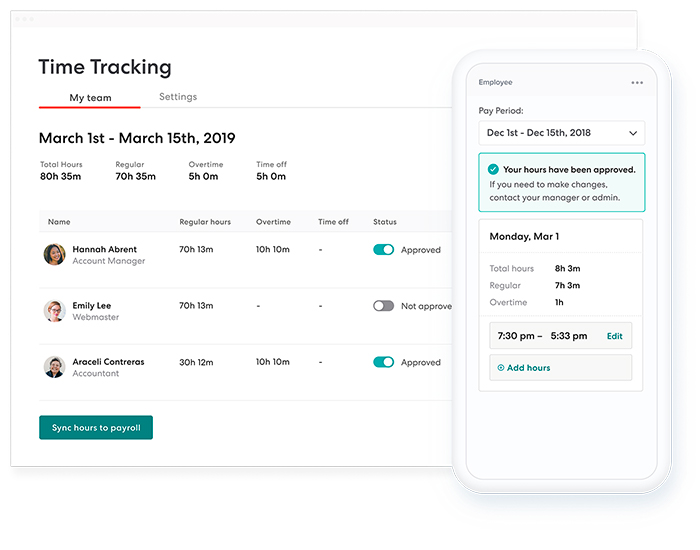 Time Tracking
My team
Settings
March 1st - March 15th, 2019
Total Hours
Regular
Overtime
Time off
80h 35m
70h 35m
5h 0m
5h 0m
Name
Regular hours
Overtime
Time off
Status
Hannah Abrent
Account Manager
70h 13m
10h 10m
-
Approved
Emily Lee
Webmaster
70h 13m
-
-
Not approve
Araceli Contreras
Accountant
30h 12m
10h 10m
-
Approved
Sync hours to payroll
Employee
Pay Period:
Dec 1st - Dec 15th, 2018
Your hours have been approved.
If you need to make changes,
contact your manager or admin.
Monday, Mar 1
Total hours 8h 3m
Regular 7h 3m
Overtime 1h
7:30 pm – 5:33 pm Edit
Add hours